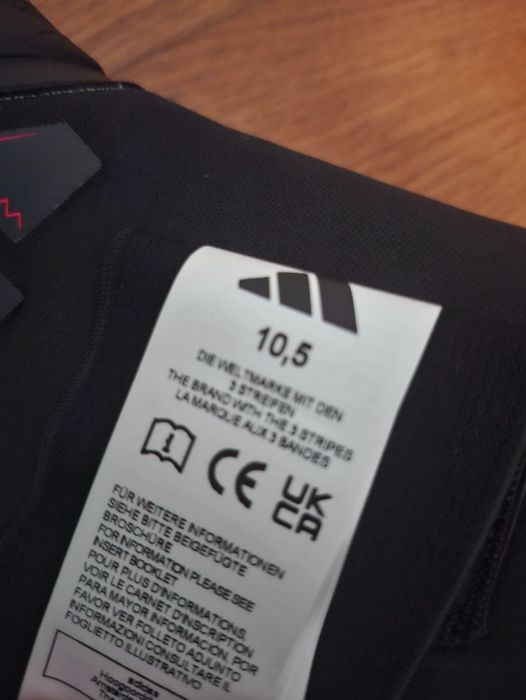 10,5
DIE WELTMARKE MIT DEN
3 STREIFEN
THE BRAND WITH THE 3 STRIPES
LA MARQUE AUX 3 BANDES
CE
UK
CA
FÜR WEITERE INFORMATIONEN
SIEHE BITTE BEIGEFÜGTE
BROSCHÜRE
FOR INFORMATION PLEASE SEE
INSERT BOOKLET
POUR PLUS D'INFORMATIONS,
VOIR LE CARNET D'INSCRIPTION
PARA MAYOR INFORMACIÓN, POR
FAVOR VER FOLLETO ADJUNTO
INFORMAZIONI CONSULTARE IL
FOGLIETTO ILLUSTRATIVO
adidas